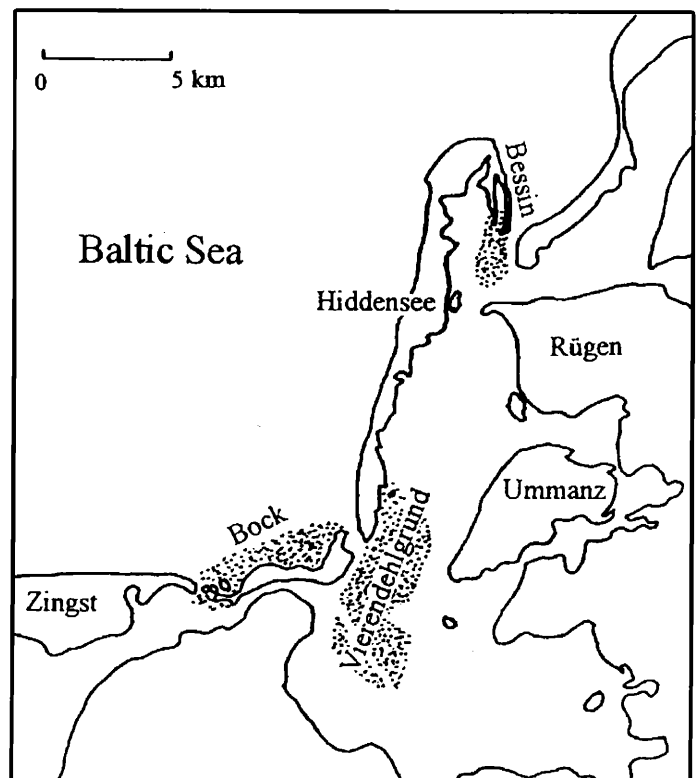 0
5 km
Bessin
Baltic Sea
Hiddensee
Rügen
Ummanz
Bock
Vierendehlgrund
Zingst